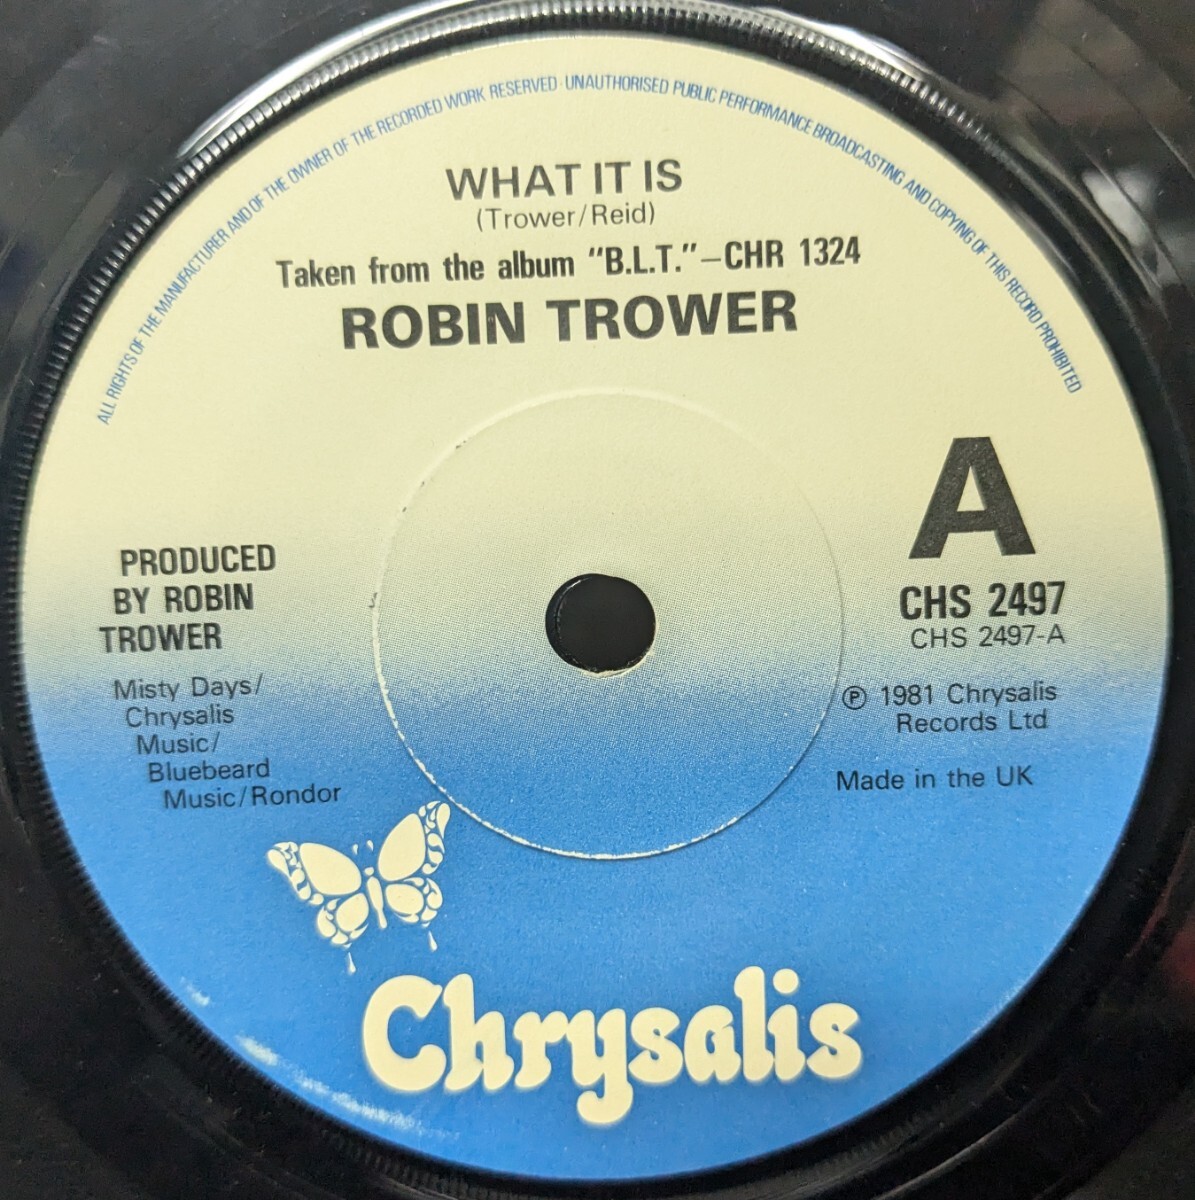 ALL RIGHTS OF THE MANUFACTURER AND OF THE OWNER OF THE RECORDED WORK RESERVED · UNAUTHORISED PUBLIC PERFORMANCE BROADCASTING AND COPYING OF THIS RECORD PROHIBITED
WHAT IT IS
(Trower/Reid)
Taken from the album "B.L.T."–CHR 1324
ROBIN TROWER
A
CHS 2497
CHS 2497-A
PRODUCED
BY ROBIN
TROWER
Misty Days/
Chrysalis
Music/
Bluebeard
Music/Rondor
℗ 1981 Chrysalis
Records Ltd
Made in the UK
Chrysalis